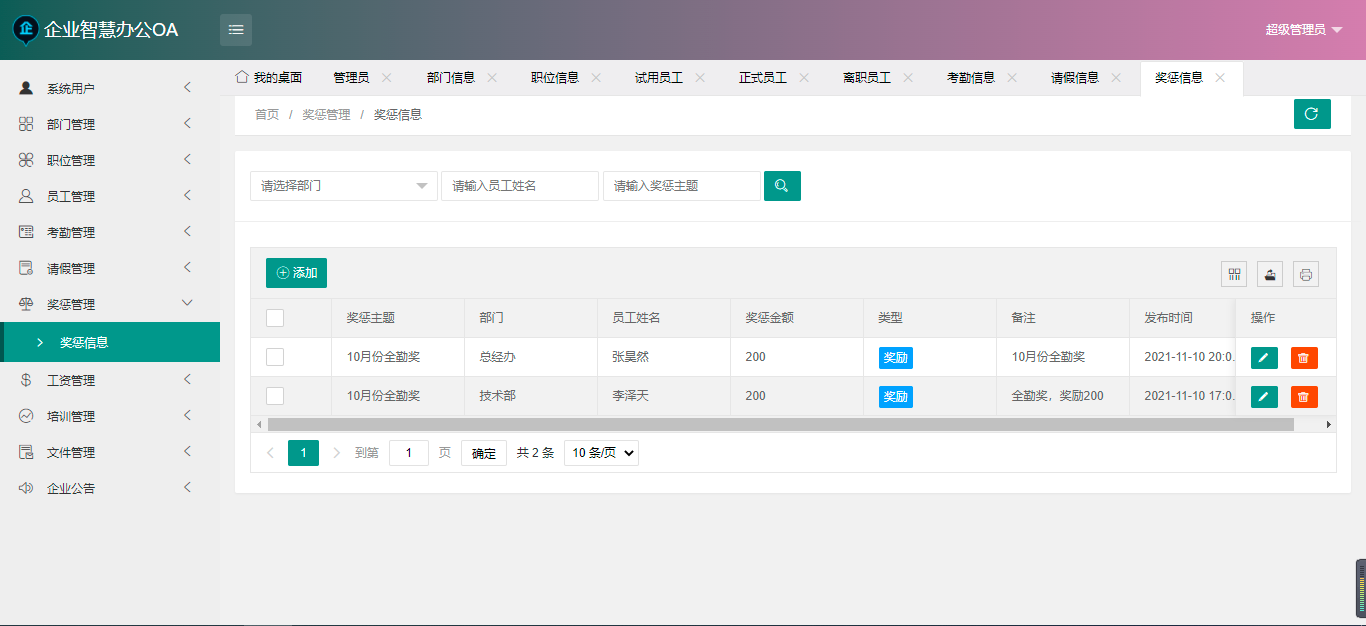 企
企业智慧办公OA
超级管理员
系统用户
部门管理
职位管理
员工管理
考勤管理
请假管理
奖惩管理
奖惩信息
工资管理
培训管理
文件管理
企业公告
我的桌面 管理员 部门信息 职位信息 试用员工 正式员工 离职员工 考勤信息 请假信息 奖惩信息
首页 / 奖惩管理 / 奖惩信息
请选择部门 请输入员工姓名 请输入奖惩主题
添加
奖惩主题 部门 员工姓名 奖惩金额 类型 备注 发布时间 操作
10月份全勤奖 总经办 张昊然 200 奖励 10月份全勤奖 2021-11-10 20:0.
10月份全勤奖 技术部 李泽天 200 奖励 全勤奖，奖励200 2021-11-10 17:0.
1 到第 1 页 确定 共 2 条 10 条/页